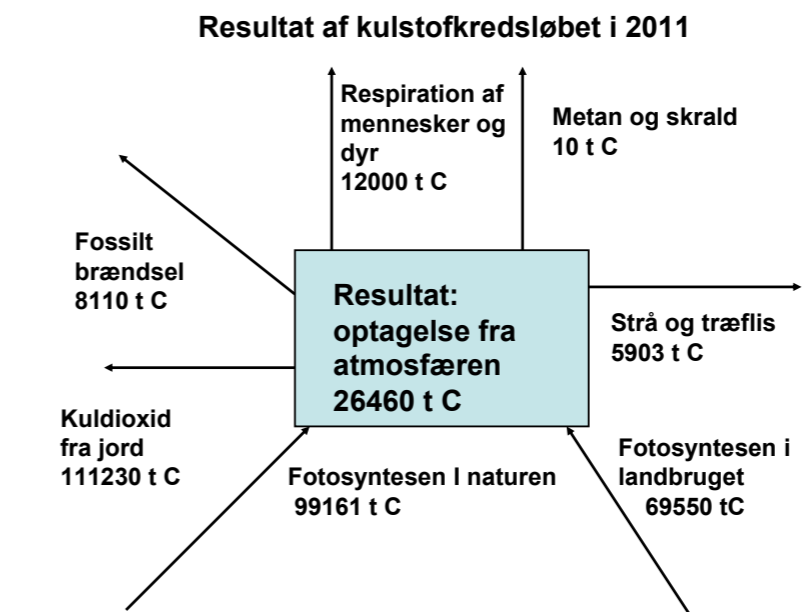 Resultat af kulstofkredsløbet i 2011
Respiration af
mennesker og
dyr
12000 t C
Metan og skrald
10 t C
Fossilt
brændsel
8110 t C
Resultat:
optagelse fra
atmosfæren
26460 t C
Strå og træflis
5903 t C
Kuldioxid
fra jord
111230 t C
Fotosyntesen I naturen
99161 t C
Fotosyntesen i
landbruget
69550 tC